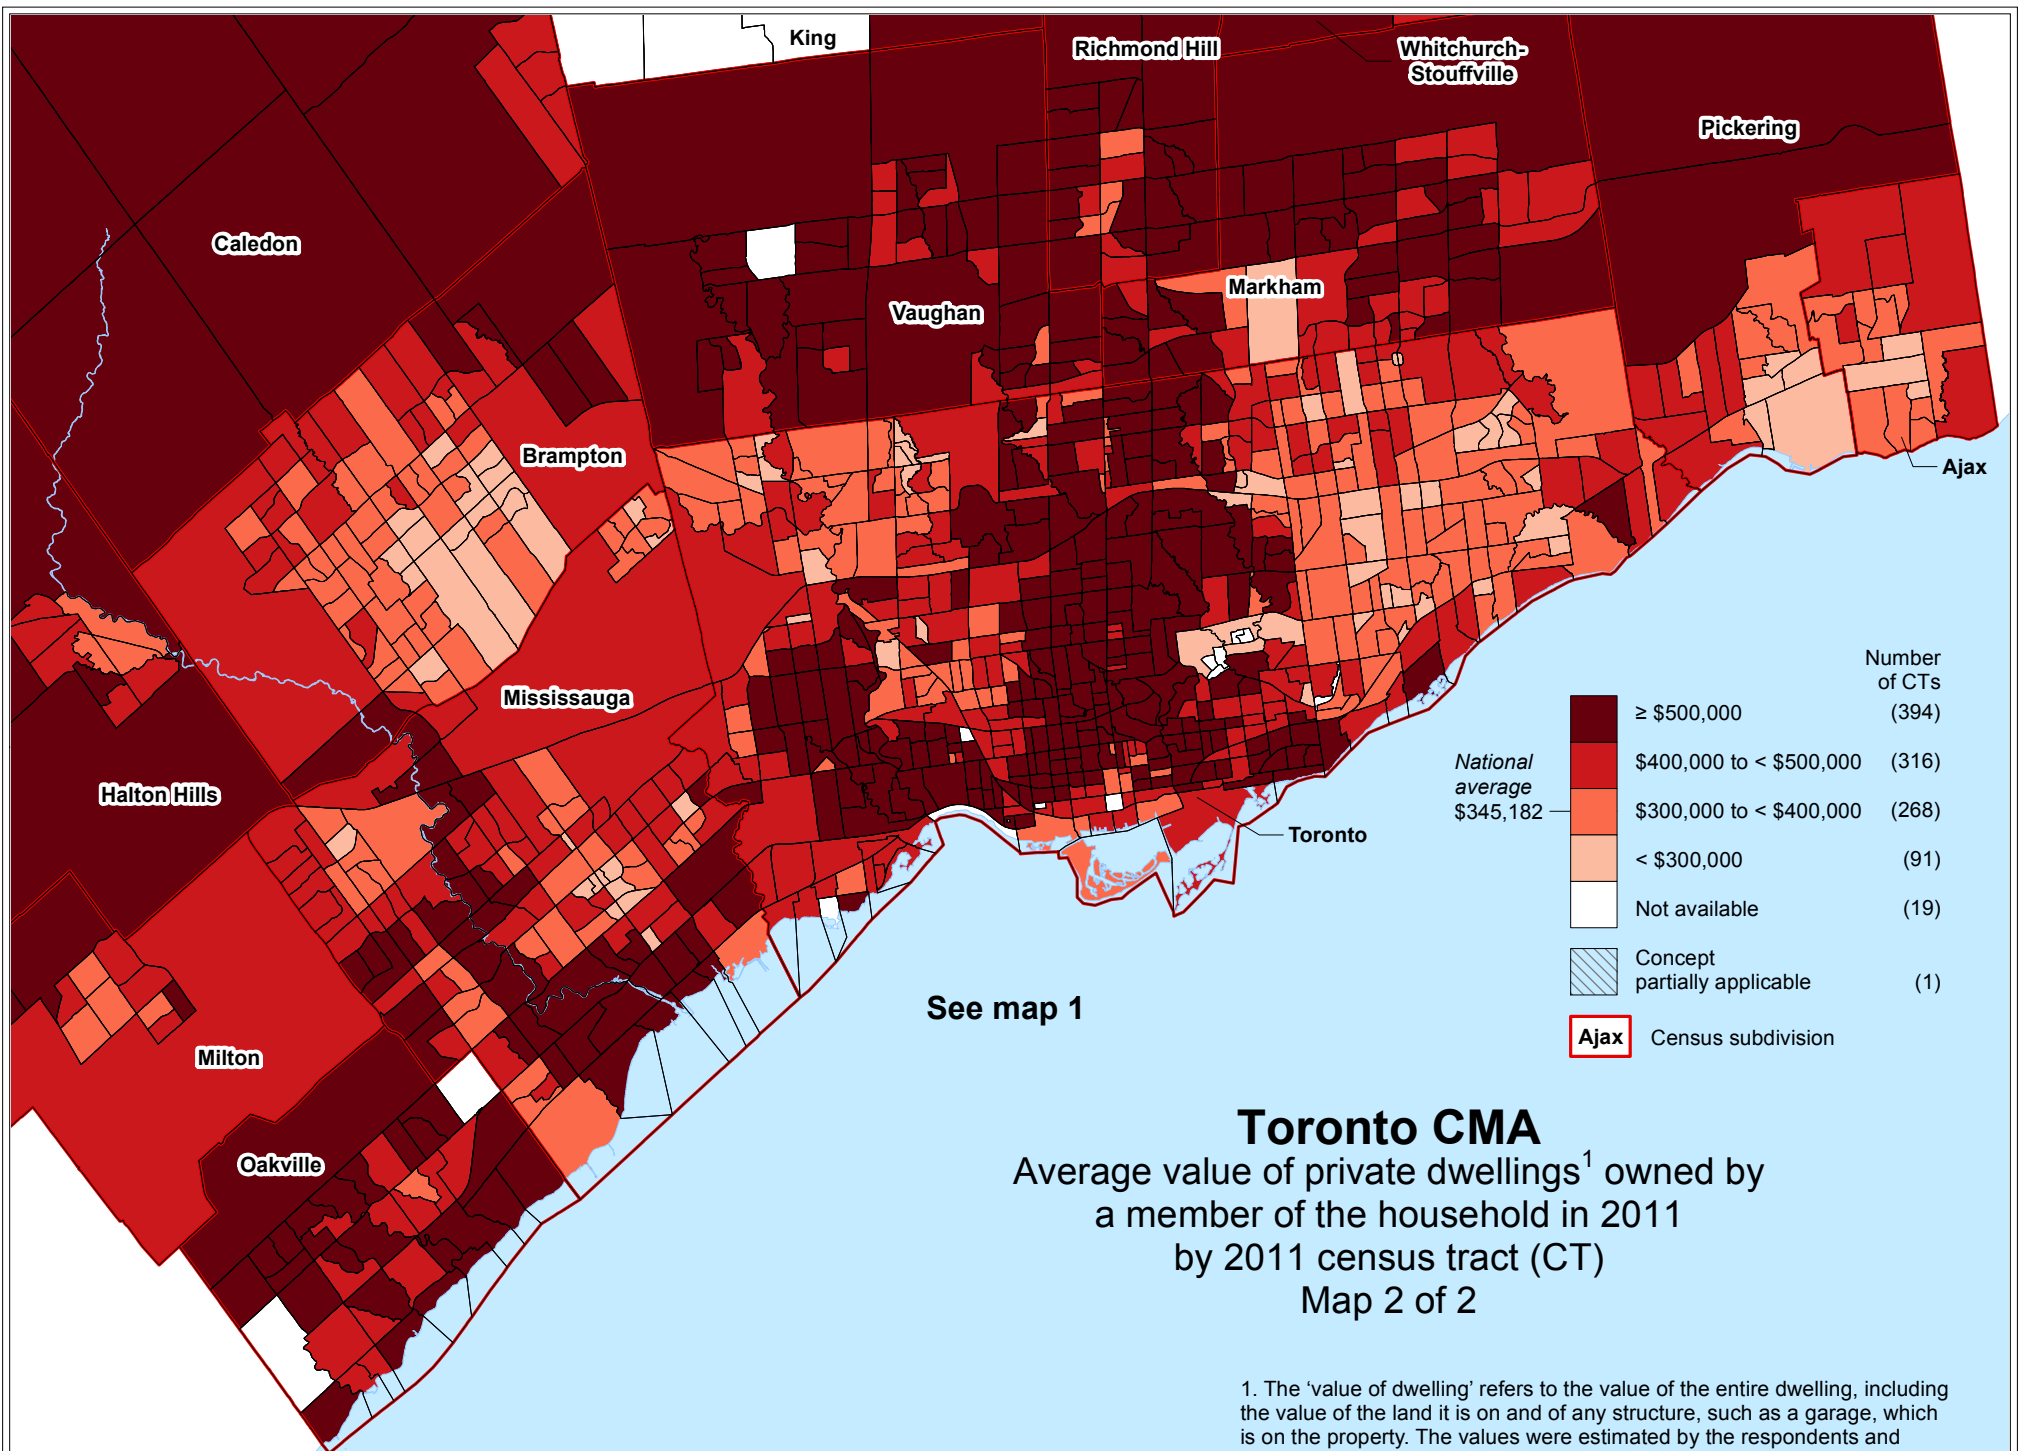 King
Richmond Hill
Whitchurch-
Stouffville
Pickering
Caledon
Markham
Vaughan
Brampton
Ajax
Mississauga
Halton Hills
Toronto
Milton
Oakville
Number
of CTs
≥ $500,000 (394)
$400,000 to < $500,000 (316)
National
average
$345,182
$300,000 to < $400,000 (268)
< $300,000 (91)
Not available (19)
Concept
partially applicable (1)
Ajax Census subdivision
See map 1
Toronto CMA
Average value of private dwellings¹ owned by
a member of the household in 2011
by 2011 census tract (CT)
Map 2 of 2
1. The ‘value of dwelling’ refers to the value of the entire dwelling, including
the value of the land it is on and of any structure, such as a garage, which
is on the property. The values were estimated by the respondents and